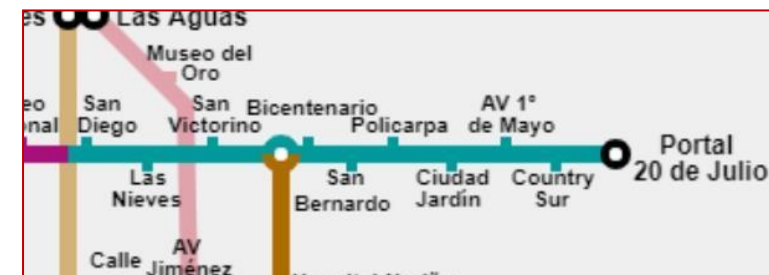 Las Aguas
Museo del
Oro
San
Diego
San
Victorino
Bicentenario
Policarpa
AV 1°
de Mayo
Portal
20 de Julio
Las
Nieves
San
Bernardo
Ciudad
Jardín
Country
Sur
Calle
AV
Jiménez